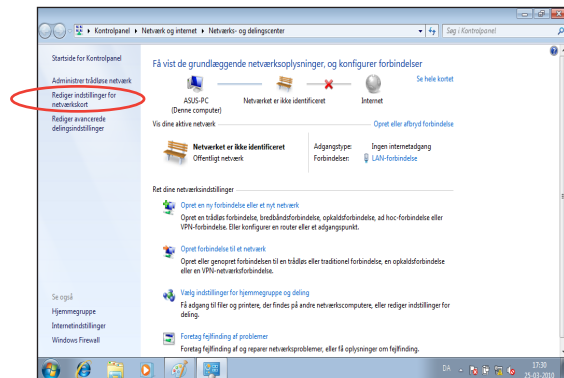 Kontrolpanel ▸ Netværk og internet ▸ Netværks- og delingscenter
Søg i Kontrolpanel
Startside for Kontrolpanel
Administrer trådløse netværk
Rediger indstillinger for
netværkskort
Rediger avancerede
delingsindstillinger
Få vist de grundlæggende netværksoplysninger, og konfigurer forbindelser
Se hele kortet
ASUS-PC
(Denne computer)
Netværket er ikke identificeret
Internet
Vis dine aktive netværk
Opret eller afbryd forbindelse
Netværket er ikke identificeret
Offentligt netværk
Adgangstype: Ingen internetadgang
Forbindelser: LAN-forbindelse
Ret dine netværksindstillinger
Opret en ny forbindelse eller et nyt netværk
Opret en trådløs forbindelse, bredbåndsforbindelse, opkaldsforbindelse, ad hoc-forbindelse eller
VPN-forbindelse. Eller konfigurer en router eller et adgangspunkt.
Opret forbindelse til et netværk
Opret eller genopret forbindelsen til en trådløs eller traditionel forbindelse, en opkaldsforbindelse
eller en VPN-netværksforbindelse.
Vælg indstillinger for hjemmegruppe og deling
Få adgang til filer og printere, der findes på andre netværkscomputere, eller rediger indstillinger for
deling.
Foretag fejlfinding af problemer
Foretag fejlfinding af og reparer netværksproblemer, eller få oplysninger om fejlfinding.
Se også
Hjemmegruppe
Internetindstillinger
Windows Firewall
DA
17:30
25-03-2010